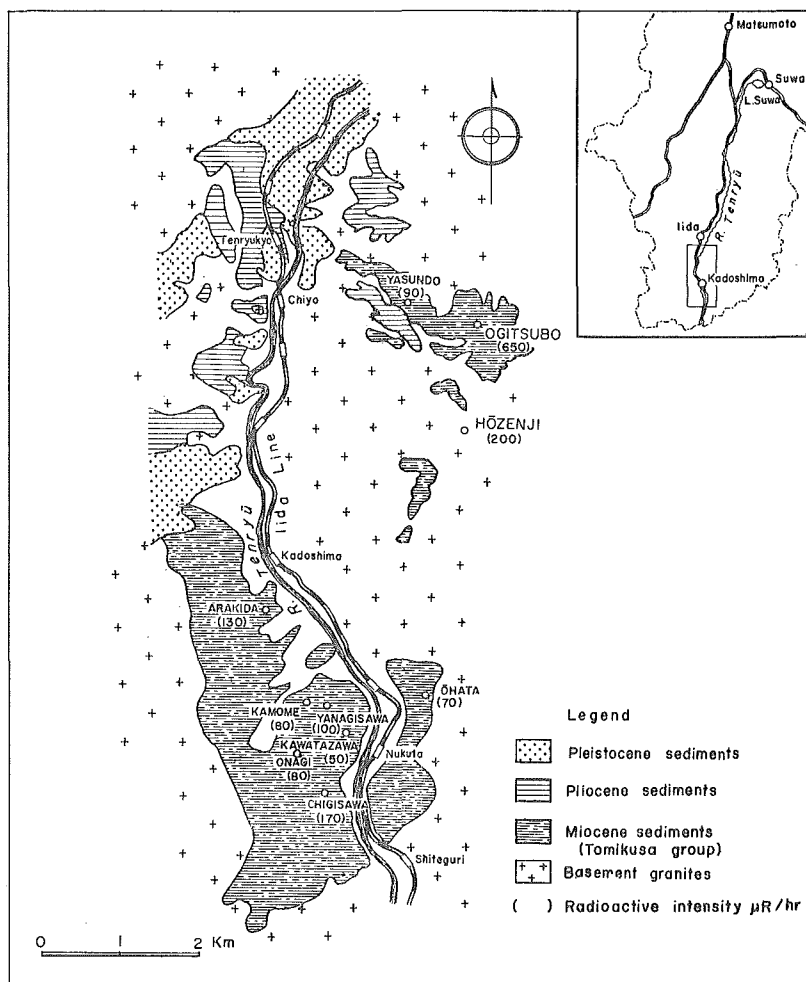 Matsumoto
Suwa
L.Suwa
R. Tenryū
Iida
Kadoshima
Tenryukyo
Chiyo
YASUNDO
(90)
OGITSUBO
(650)
HŌZENJI
(200)
R. Tenryū
Iida Line
Kadoshima
ARAKIDA
(130)
ŌHATA
(70)
KAMOME
(80)
YANAGISAWA
(100)
KAWATAZAWA
(50)
ONAGI
(80)
Nukuta
CHIGISAWA
(170)
Shiteguri
Legend
Pleistocene sediments
Pliocene sediments
Miocene sediments
(Tomikusa group)
Basement granites
( ) Radioactive intensity μR/hr
0 1 2 Km